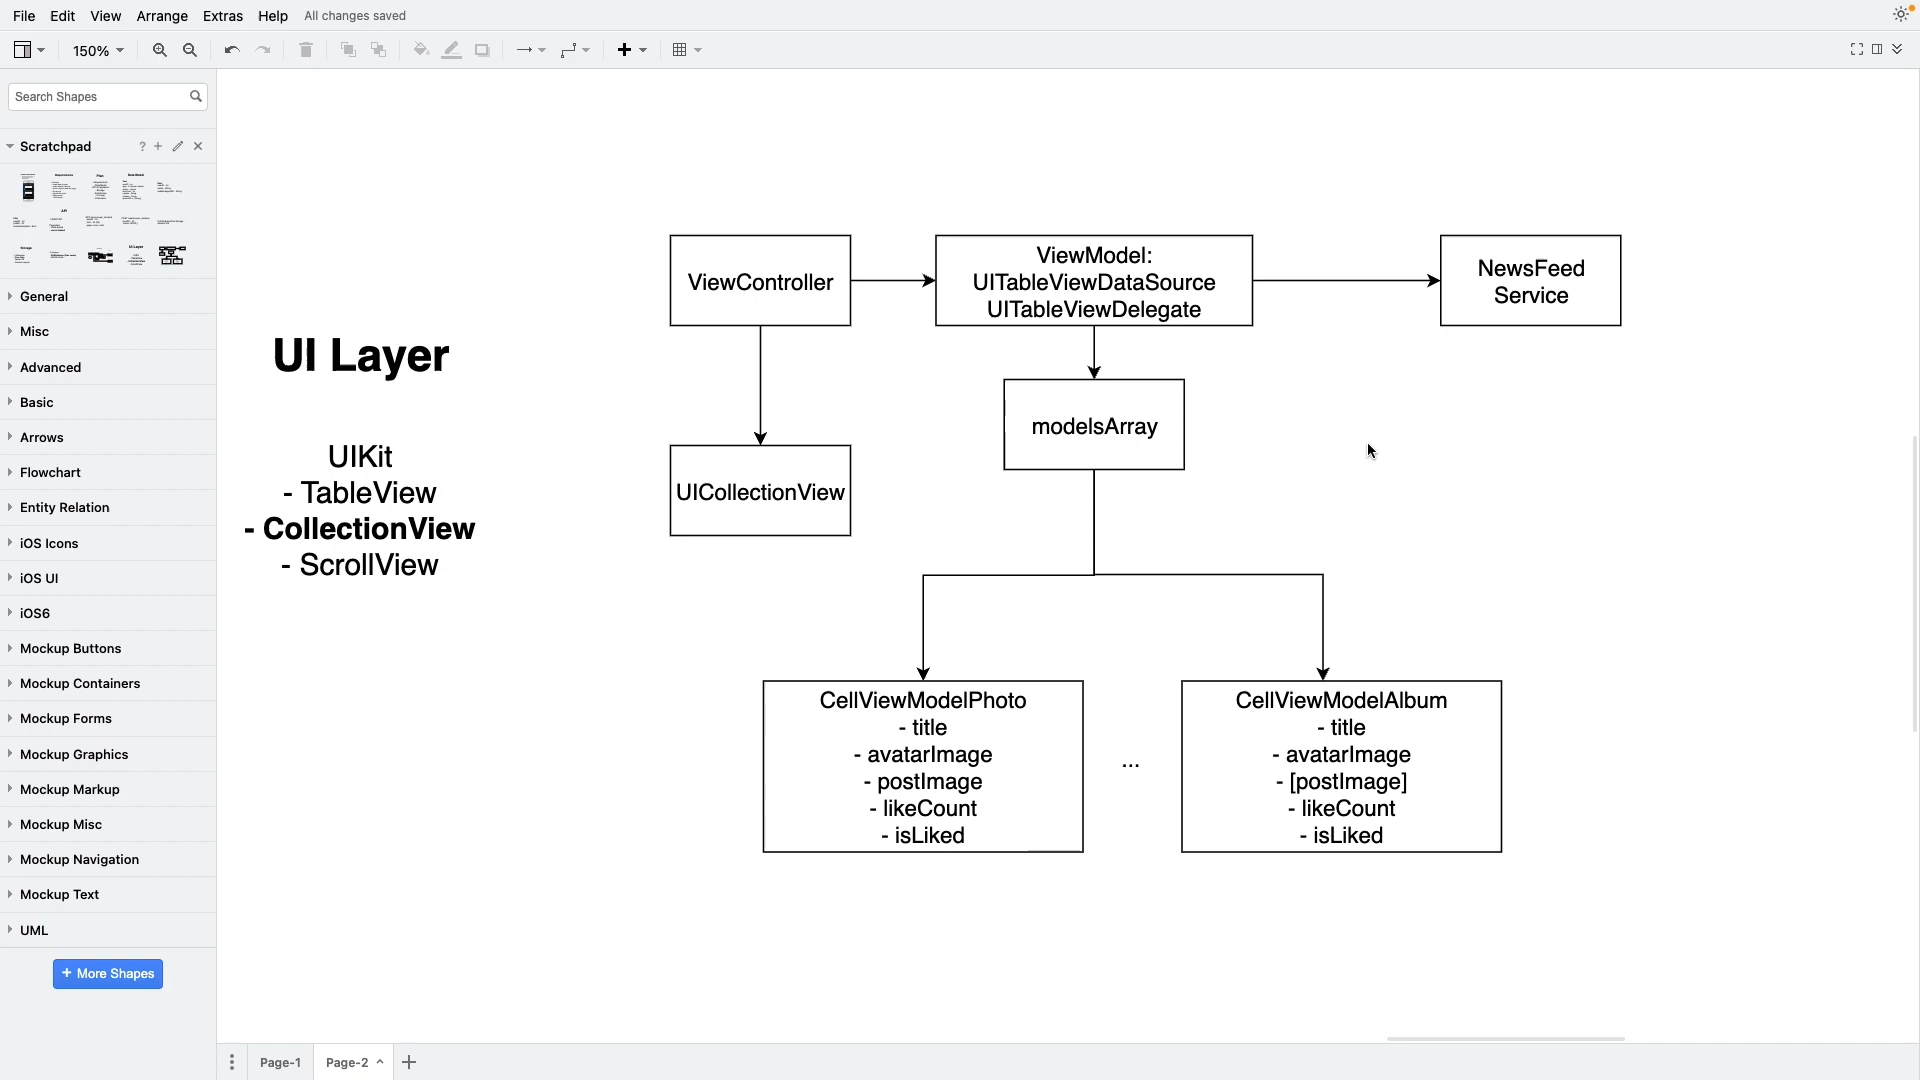 File Edit View Arrange Extras Help All changes saved
150%
Search Shapes
Scratchpad ?
General
Misc
Advanced
Basic
Arrows
Flowchart
Entity Relation
iOS Icons
iOS UI
iOS6
Mockup Buttons
Mockup Containers
Mockup Forms
Mockup Graphics
Mockup Markup
Mockup Misc
Mockup Navigation
Mockup Text
UML
+ More Shapes
UI Layer
UIKit
- TableView
- CollectionView
- ScrollView
ViewController
ViewModel:
UITableViewDataSource
UITableViewDelegate
NewsFeed
Service
modelsArray
UICollectionView
CellViewModelPhoto
- title
- avatarImage
- postImage
- likeCount
- isLiked
...
CellViewModelAlbum
- title
- avatarImage
- [postImage]
- likeCount
- isLiked
Page-1 Page-2